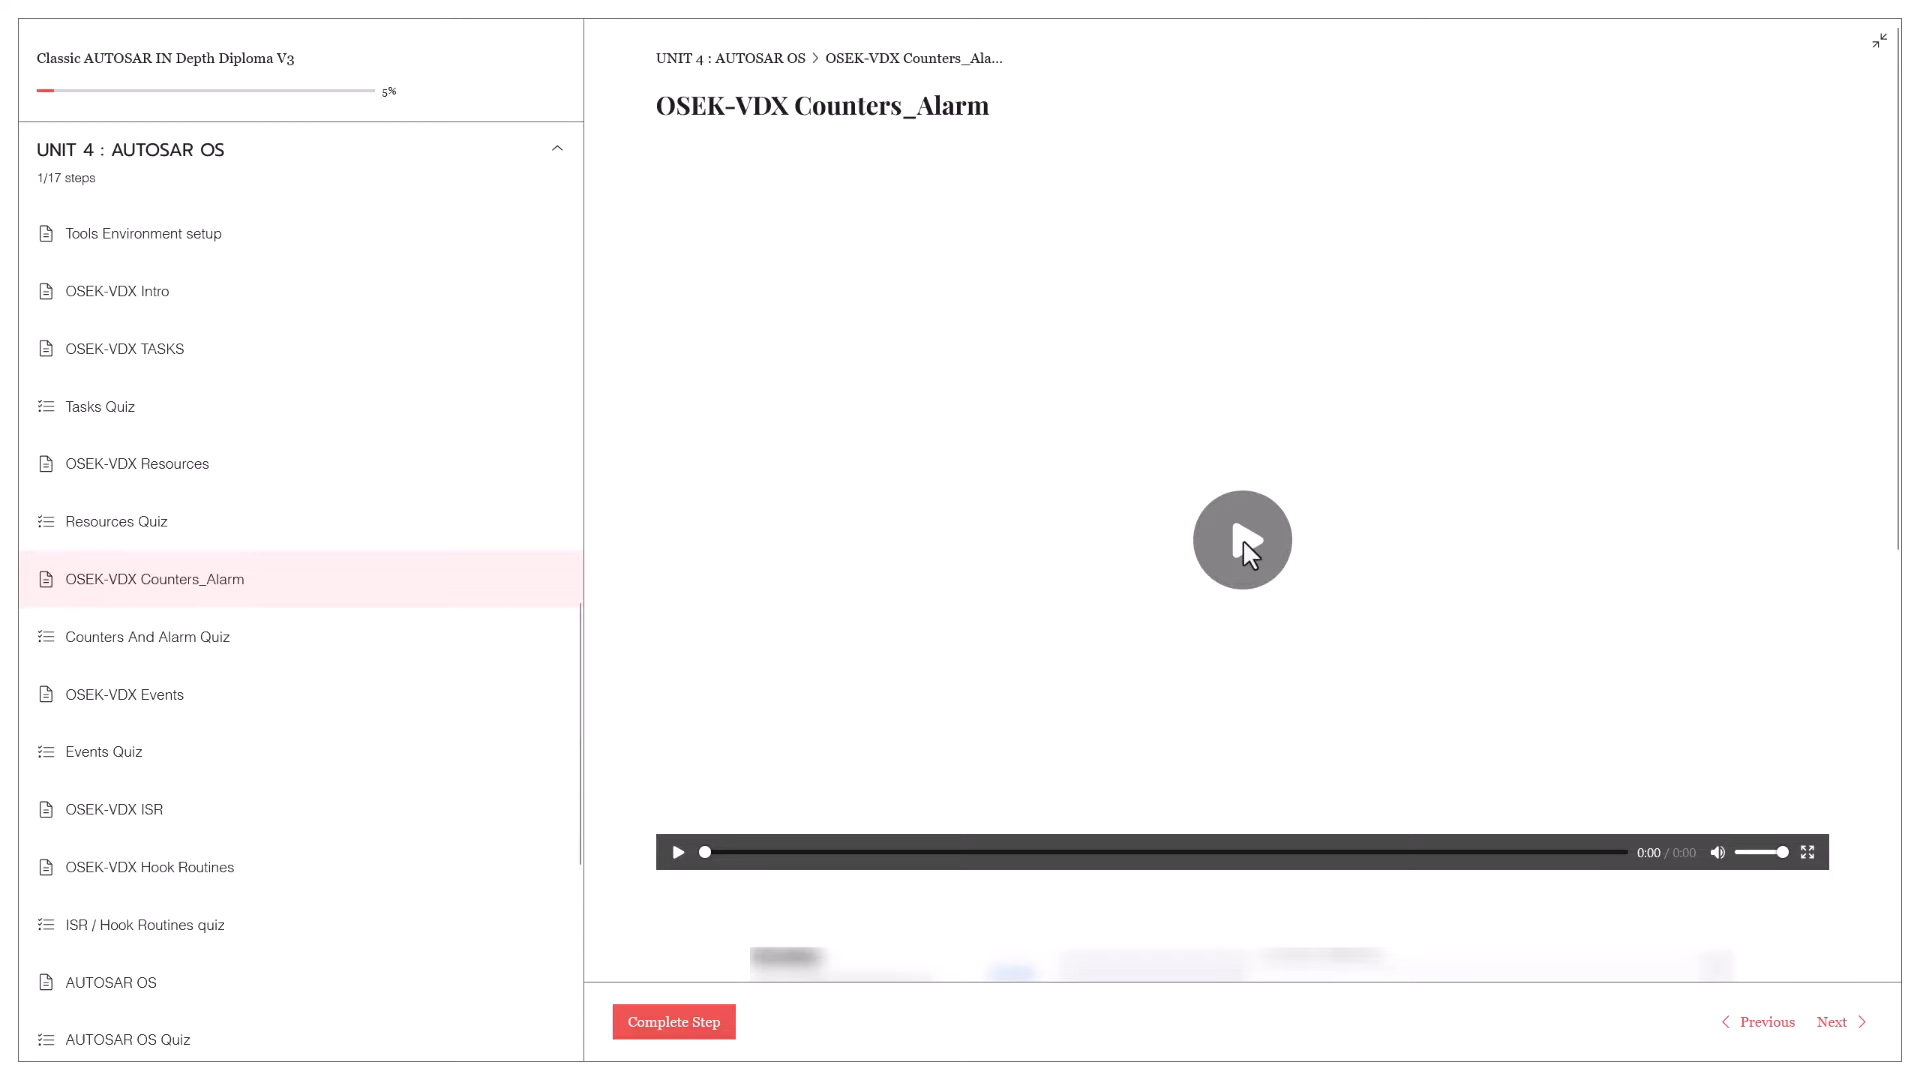 Classic AUTOSAR IN Depth Diploma V3
5%
UNIT 4 : AUTOSAR OS
1/17 steps
Tools Environment setup
OSEK-VDX Intro
OSEK-VDX TASKS
Tasks Quiz
OSEK-VDX Resources
Resources Quiz
OSEK-VDX Counters_Alarm
Counters And Alarm Quiz
OSEK-VDX Events
Events Quiz
OSEK-VDX ISR
OSEK-VDX Hook Routines
ISR / Hook Routines quiz
AUTOSAR OS
AUTOSAR OS Quiz
UNIT 4 : AUTOSAR OS > OSEK-VDX Counters_Ala...
OSEK-VDX Counters_Alarm
0:00 / 0:00
Complete Step
Previous
Next